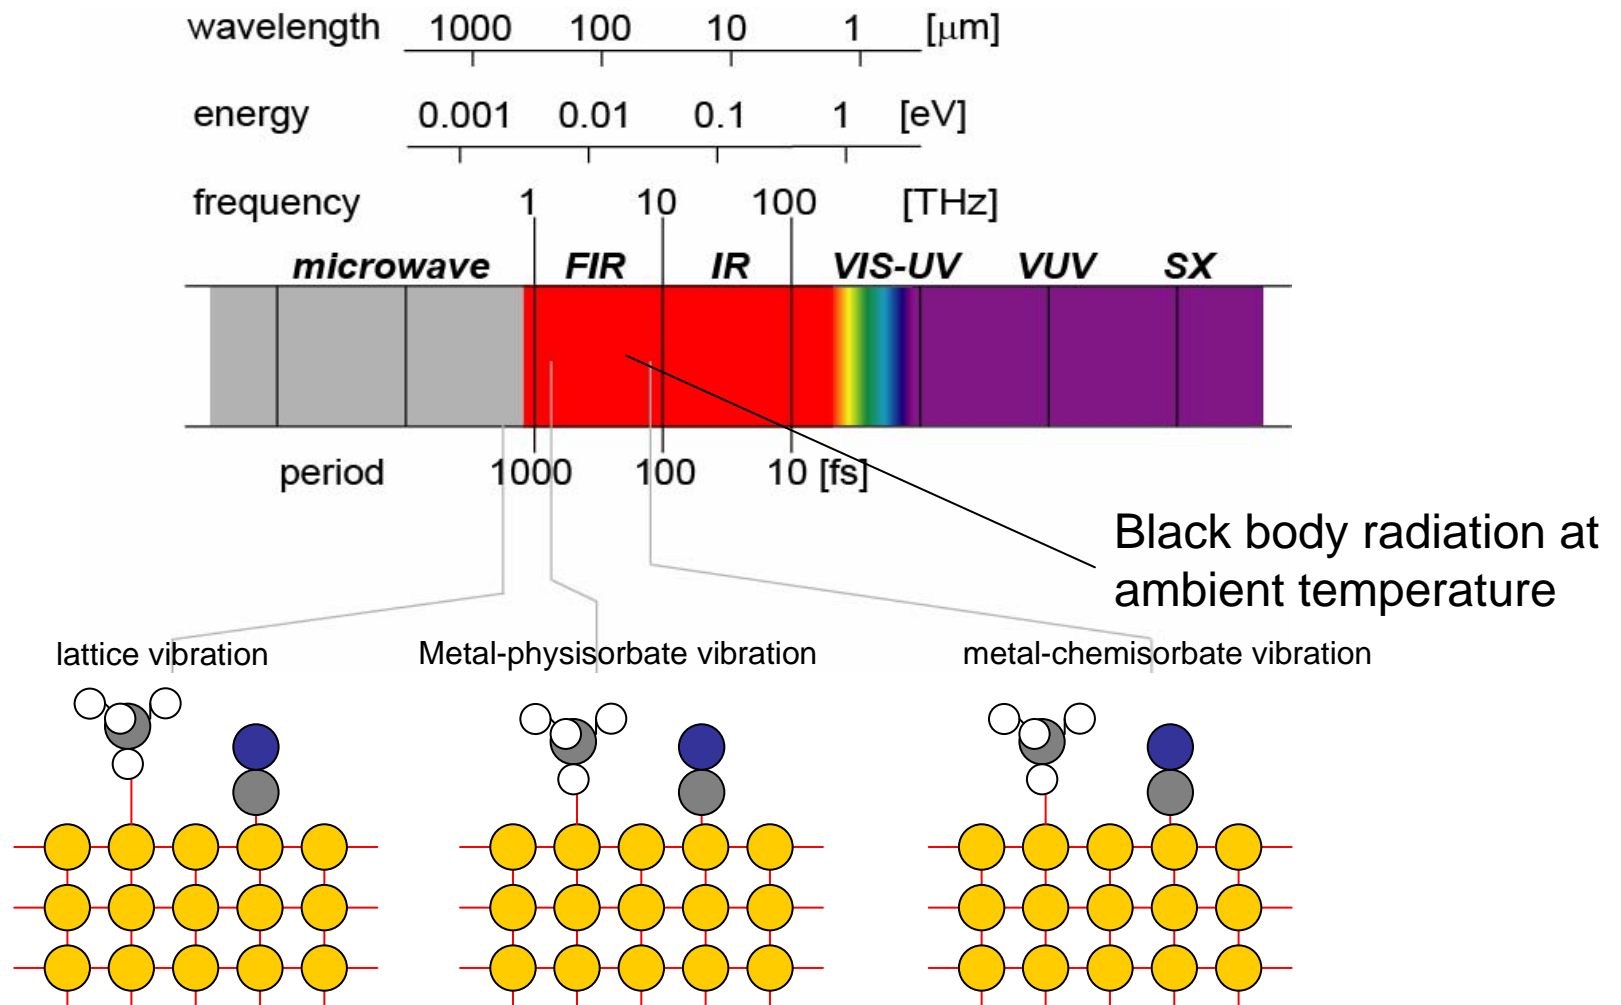 wavelength 1000 100 10 1 [μm]
energy 0.001 0.01 0.1 1 [eV]
frequency 1 10 100 [THz]
microwave FIR IR VIS-UV VUV SX
period 1000 100 10 [fs]
Black body radiation at
ambient temperature
lattice vibration Metal-physisorbate vibration metal-chemisorbate vibration